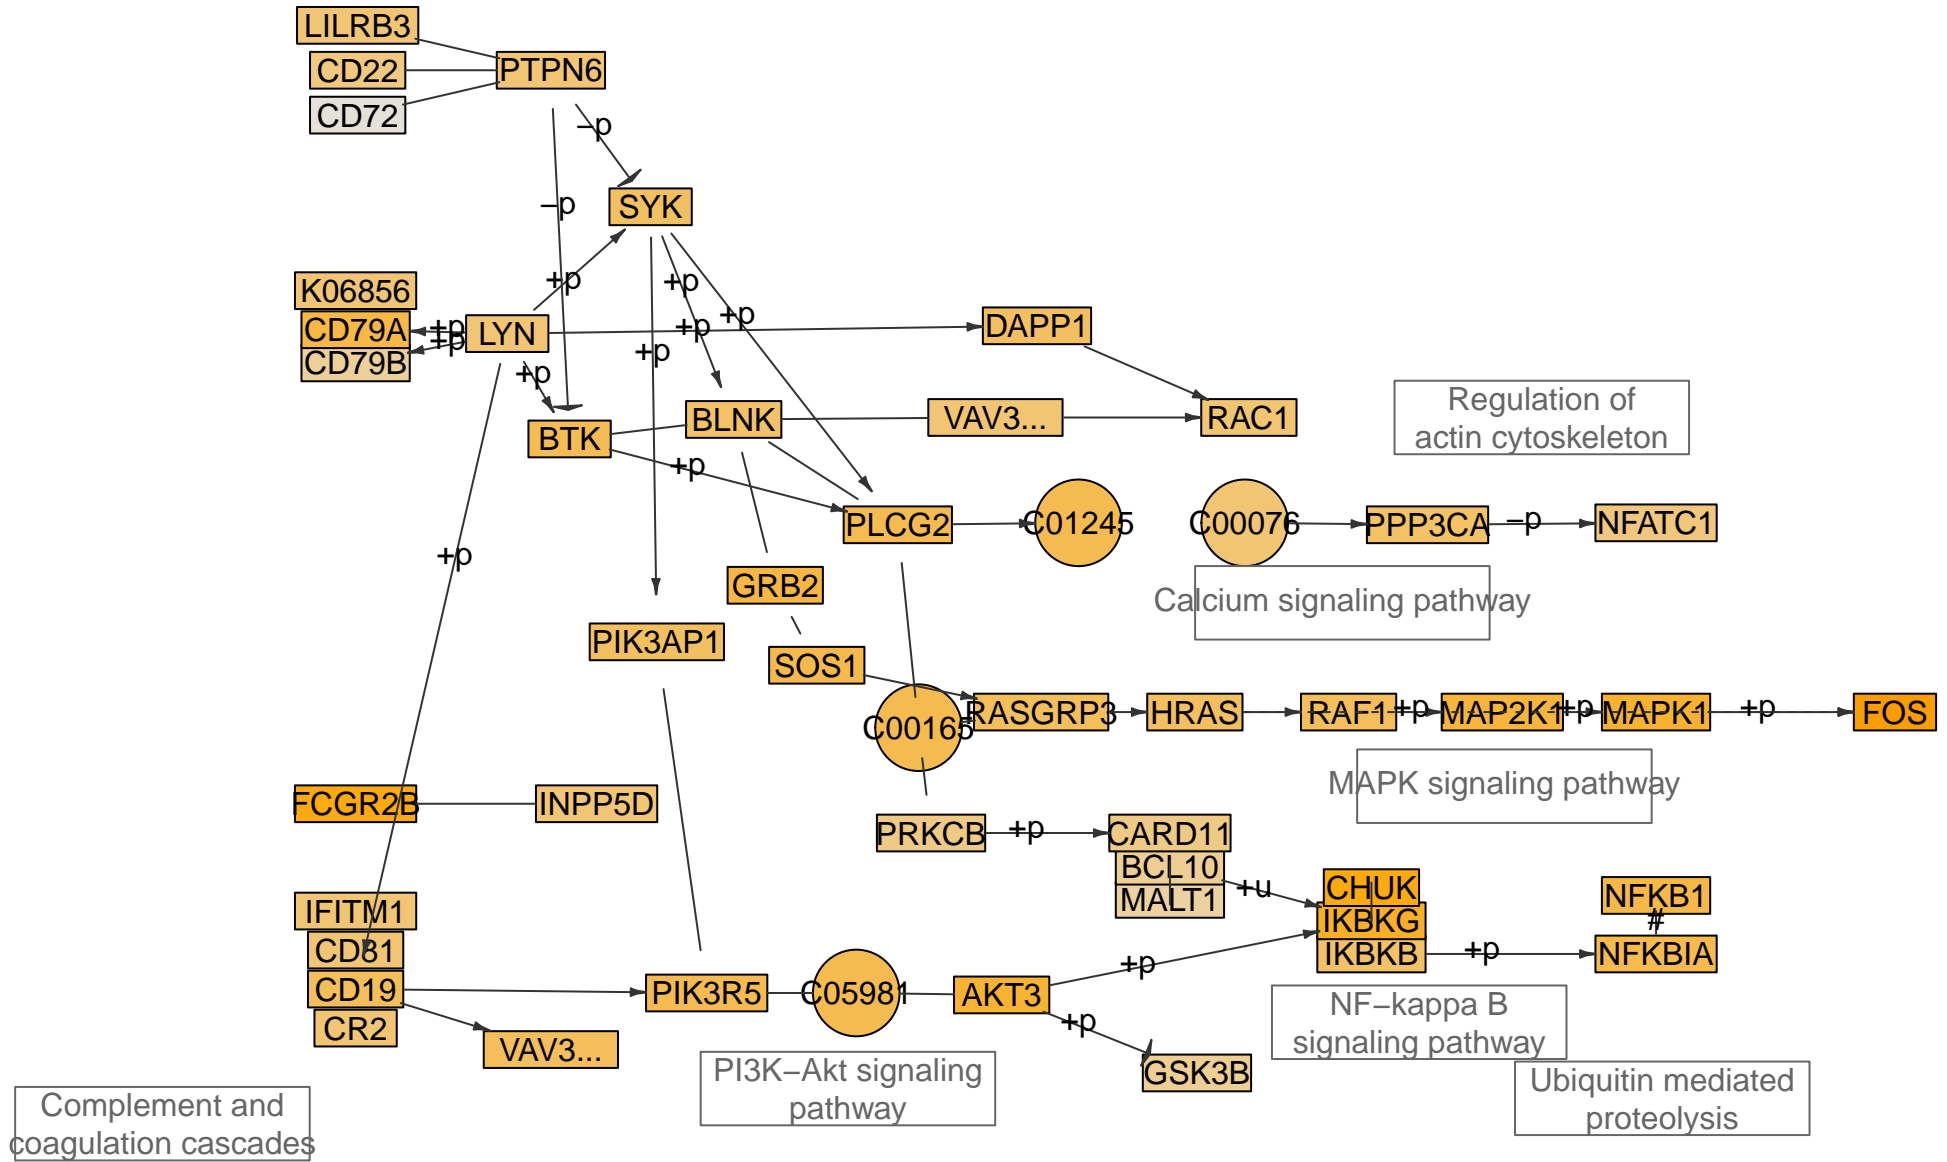 LILRB3
CD22
PTPN6
CD72
–p
–p
SYK
+p
+p
K06856
CD79A
+p
+p
CD79B
LYN
+p
+p
DAPP1
+p
+p
BTK
BLNK
VAV3...
RAC1
Regulation of
actin cytoskeleton
+p
PLCG2
C01245
C00076
PPP3CA
–p
NFATC1
+p
GRB2
Calcium signaling pathway
PIK3AP1
SOS1
C00165
RASGRP3
HRAS
RAF1
+p
MAP2K1
+p
MAPK1
+p
FOS
MAPK signaling pathway
FCGR2B
INPP5D
PRKCB
+p
CARD11
BCL10
MALT1
+u
CHUK
IKBKG
IKBKB
+p
NFKB1
#
NFKBIA
IFITM1
CD81
CD19
CR2
VAV3...
PIK3R5
C05981
AKT3
+p
+p
GSK3B
NF–kappa B
signaling pathway
PI3K–Akt signaling
pathway
Ubiquitin mediated
proteolysis
Complement and
coagulation cascades